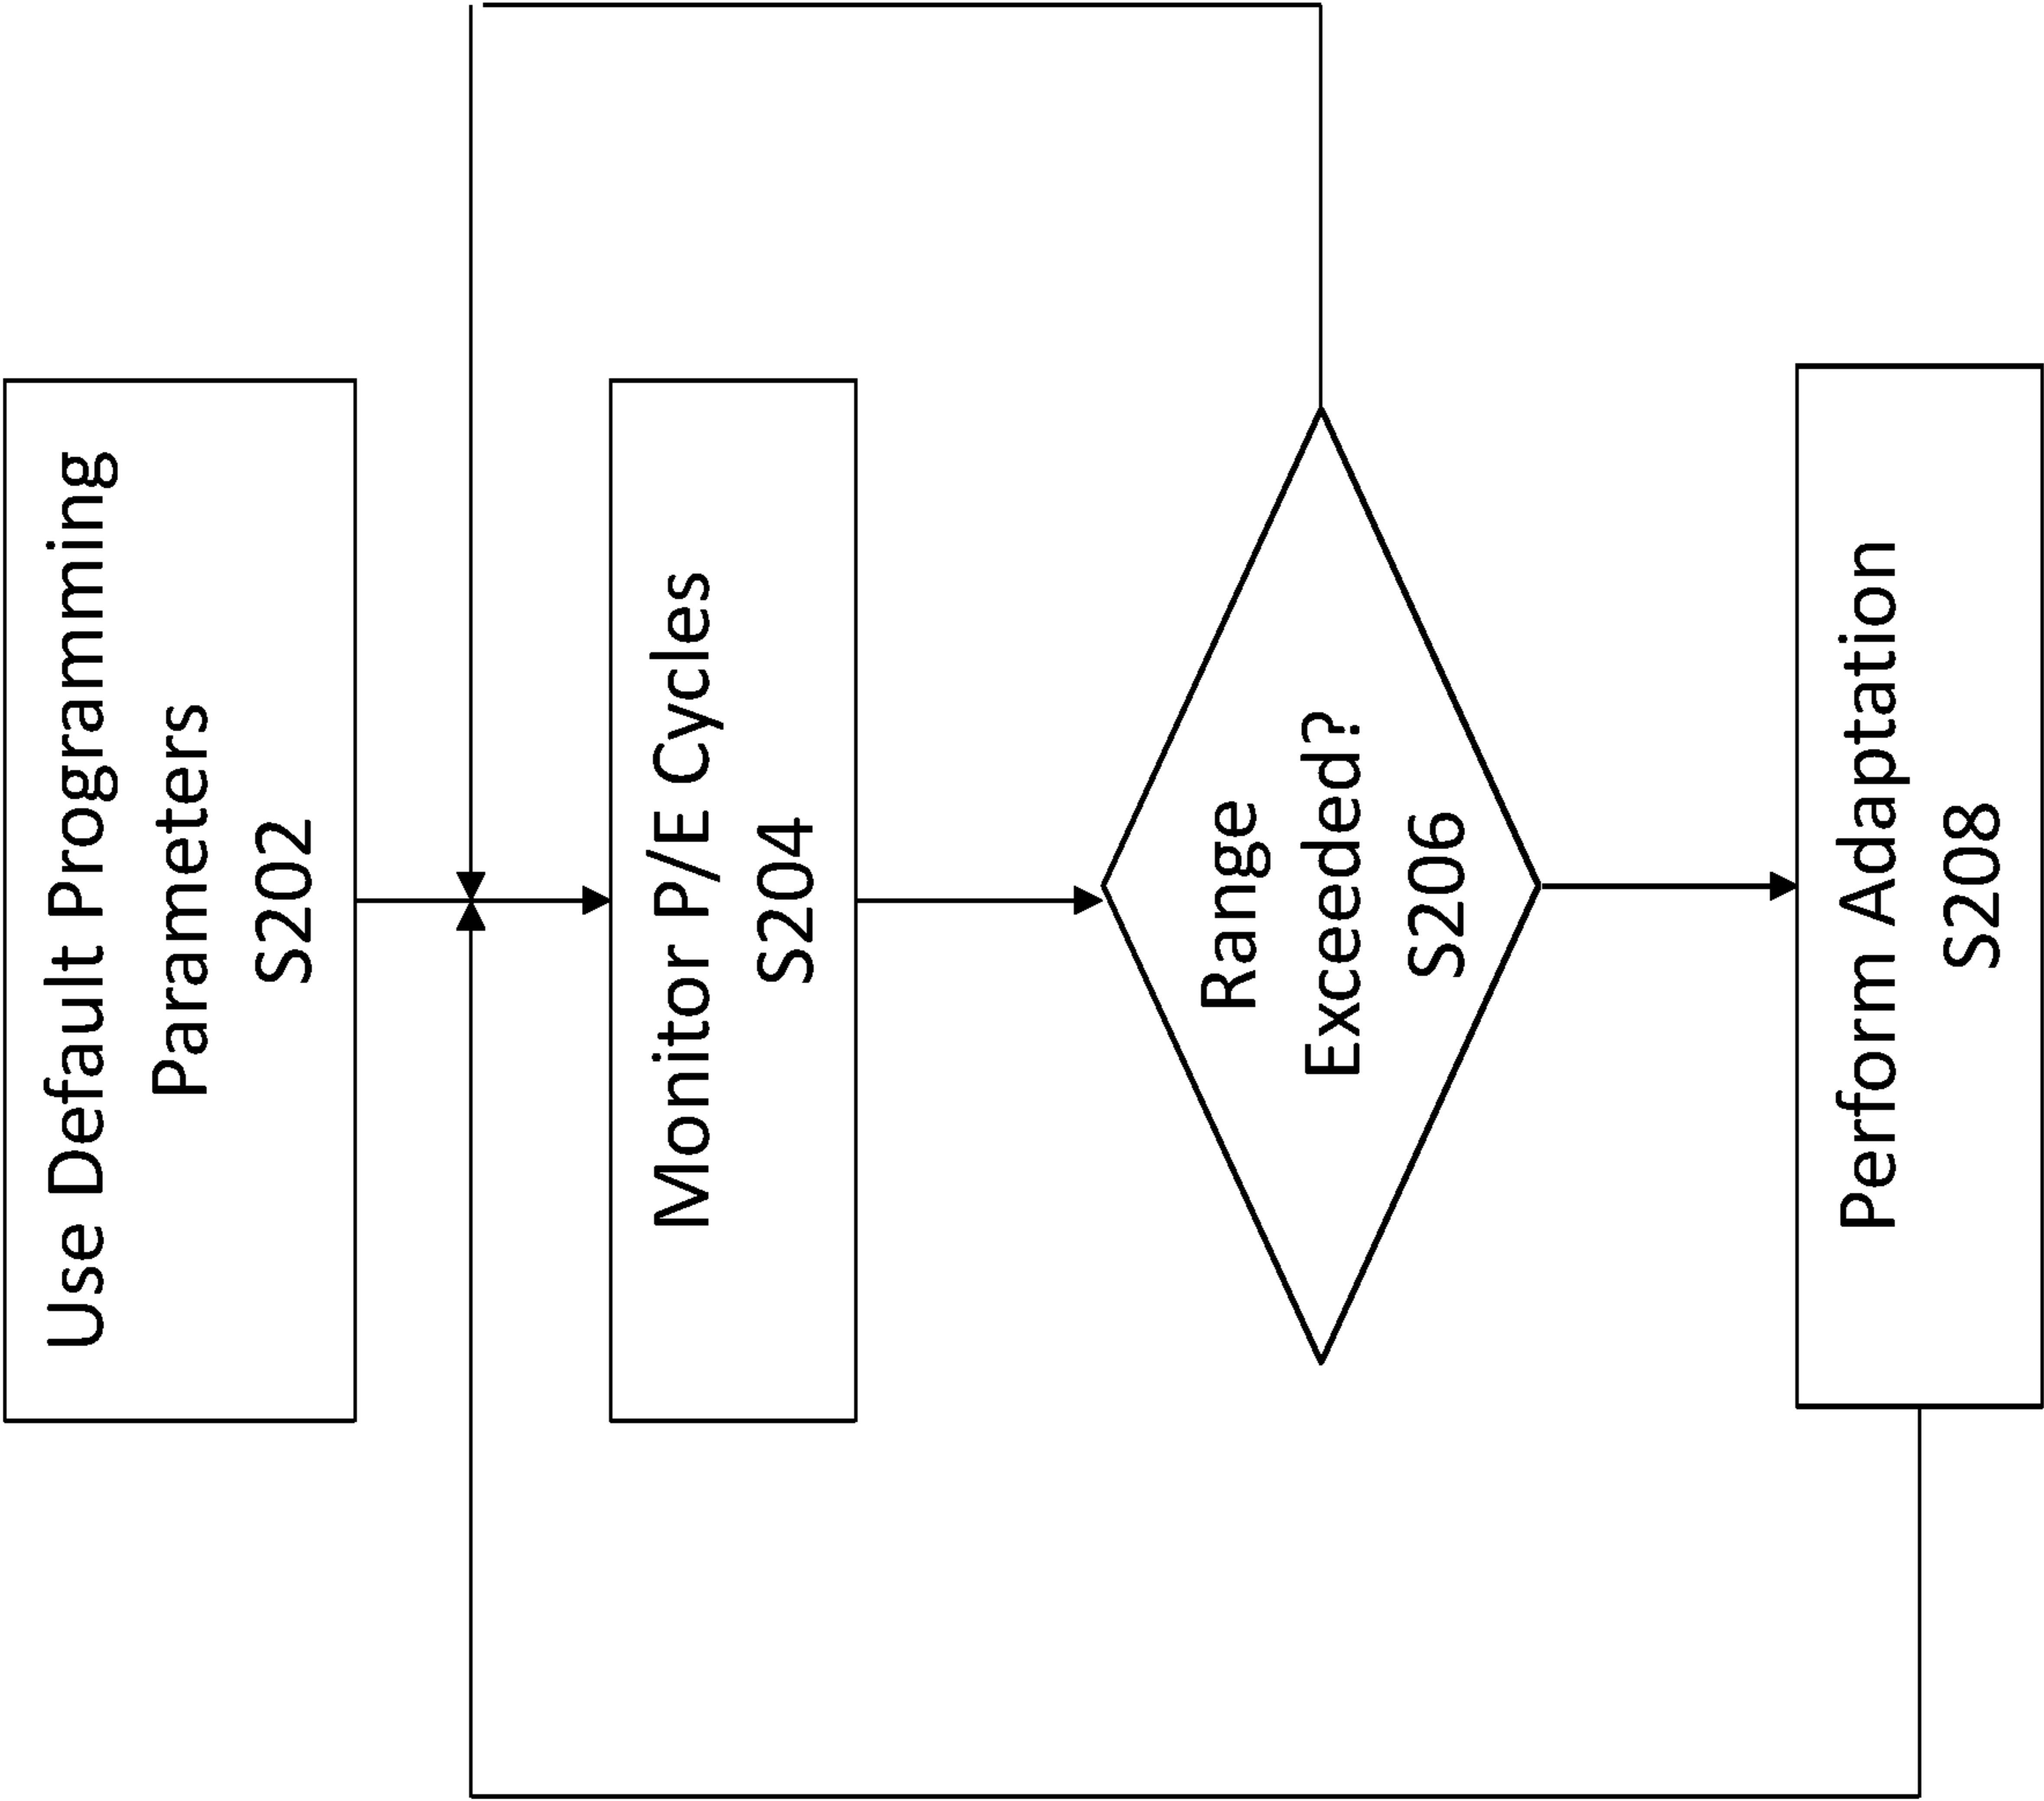 Use Default Programming
Parameters
S202
Monitor P/E Cycles
S204
Range
Exceeded?
S206
Perform Adaptation
S208